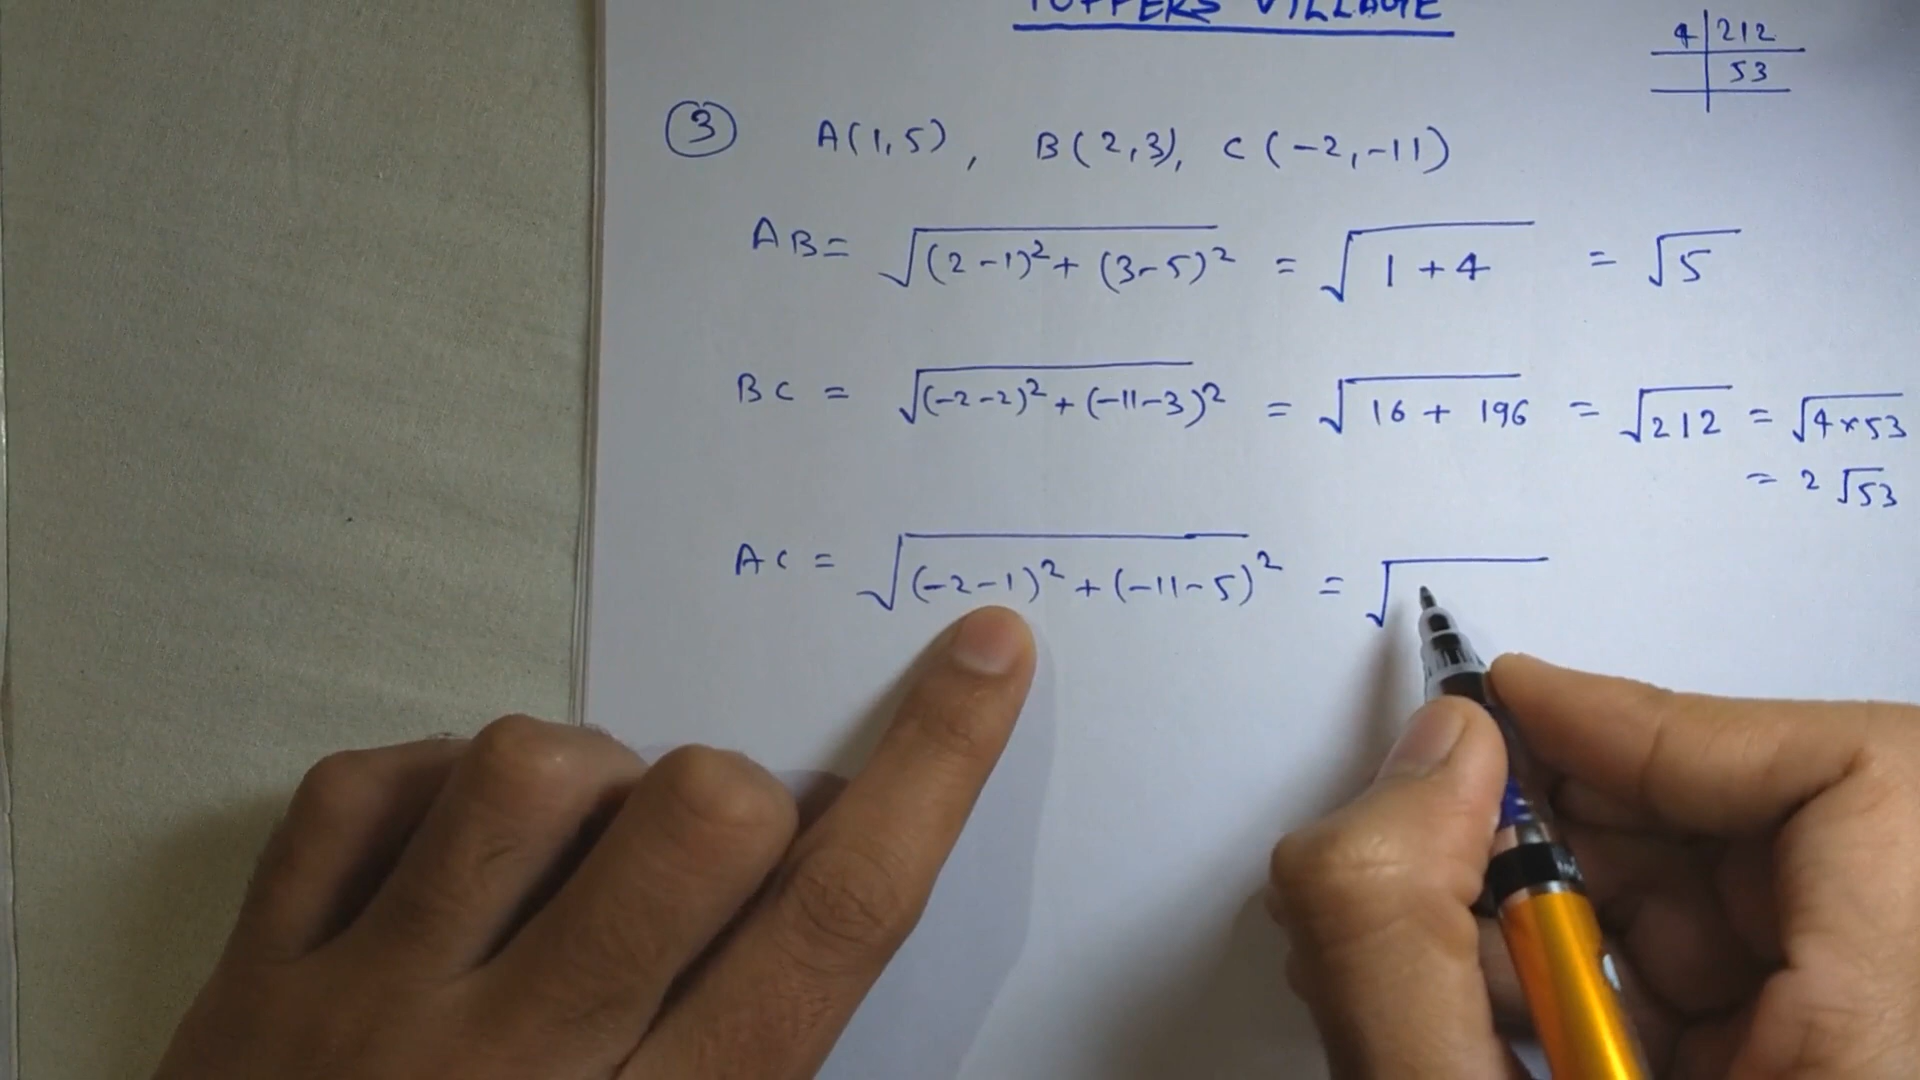 TOPPERS VILLAGE
4 | 212
53
③ A(1,5), B(2,3), C(-2,-11)
AB = √(2-1)² + (3-5)² = √1+4 = √5
BC = √(-2-2)² + (-11-3)² = √16 + 196 = √212 = √4×53
= 2√53
AC = √(-2-1)² + (-11-5)² = √